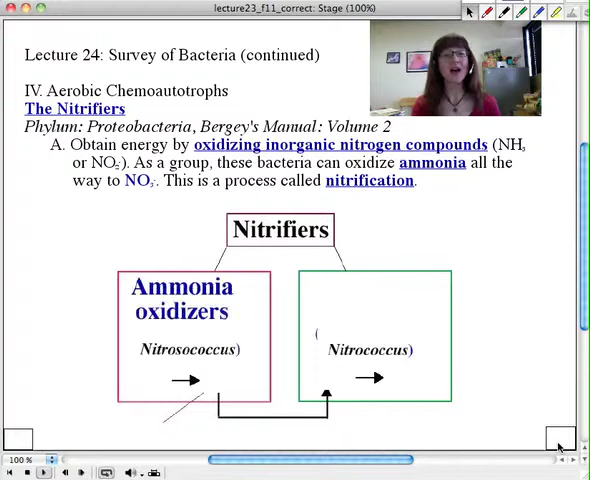 lecture23_f11_correct: Stage (100%)
Lecture 24: Survey of Bacteria (continued)
IV. Aerobic Chemoautotrophs
The Nitrifiers
Phylum: Proteobacteria, Bergey's Manual: Volume 2
A. Obtain energy by oxidizing inorganic nitrogen compounds (NH₃
or NO₂⁻). As a group, these bacteria can oxidize ammonia all the
way to NO₃⁻. This is a process called nitrification.
Nitrifiers
Ammonia
oxidizers
Nitrosococcus)
(
Nitrococcus)
100 %